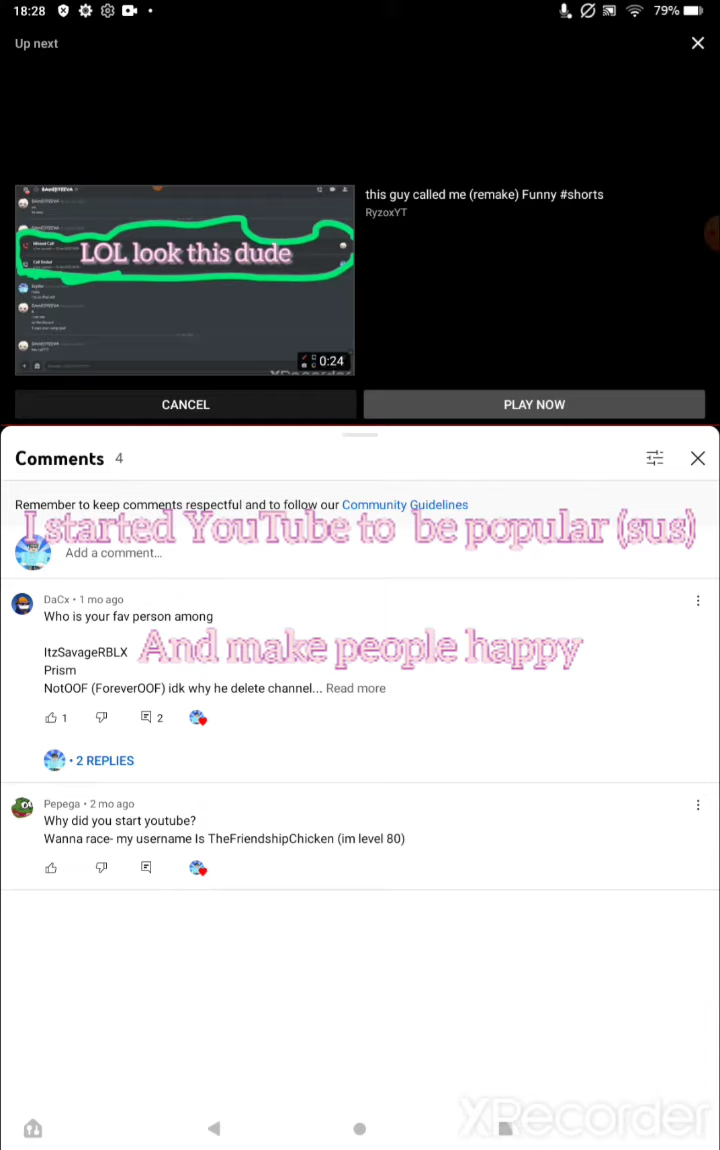 18:28
79%
Up next
LOL look this dude
0:24
this guy called me (remake) Funny #shorts
RyzoxYT
CANCEL
PLAY NOW
Comments 4
Remember to keep comments respectful and to follow our Community Guidelines
I started YouTube to be popular (sus)
Add a comment...
DaCx • 1 mo ago
Who is your fav person among
ItzSavageRBLX
And make people happy
Prism
NotOOF (ForeverOOF) idk why he delete channel... Read more
1
2
• 2 REPLIES
Pepega • 2 mo ago
Why did you start youtube?
Wanna race- my username Is TheFriendshipChicken (im level 80)
XRecorder